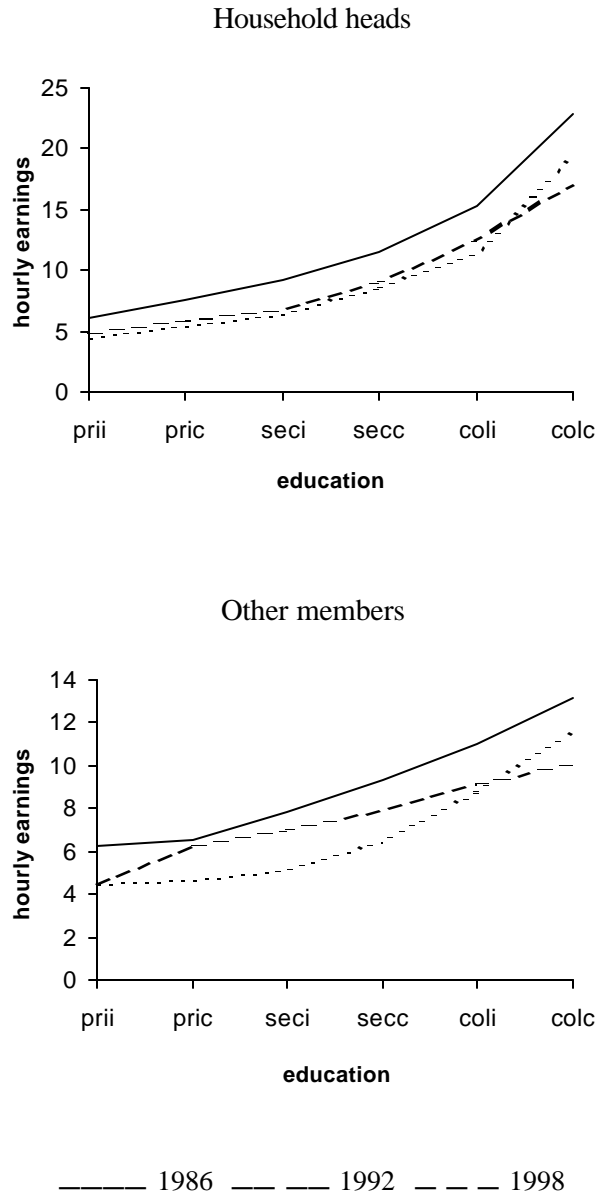 Household heads
25
20
15
10
5
0
hourly earnings
prii pric seci secc coli colc
education
Other members
14
12
10
8
6
4
2
0
hourly earnings
prii pric seci secc coli colc
education
1986 1992 1998